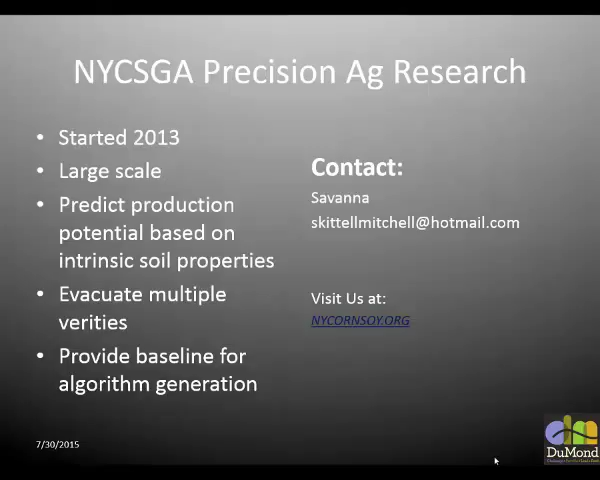 NYCSGA Precision Ag Research
• Started 2013
• Large scale
• Predict production
potential based on
intrinsic soil properties
• Evacuate multiple
verities
• Provide baseline for
algorithm generation
Contact:
Savanna
skittellmitchell@hotmail.com
Visit Us at:
NYCORNSOY.ORG
7/30/2015
dm
DuMond